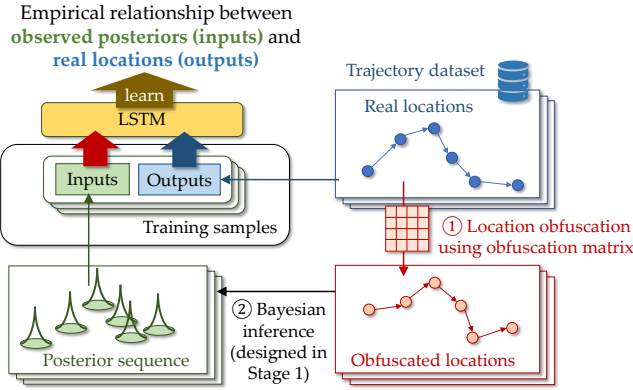 Empirical relationship between
observed posteriors (inputs) and
real locations (outputs)
learn
LSTM
Inputs
Outputs
Training samples
Trajectory dataset
Real locations
① Location obfuscation
using obfuscation matrix
Obfuscated locations
② Bayesian
inference
(designed in
Stage 1)
Posterior sequence